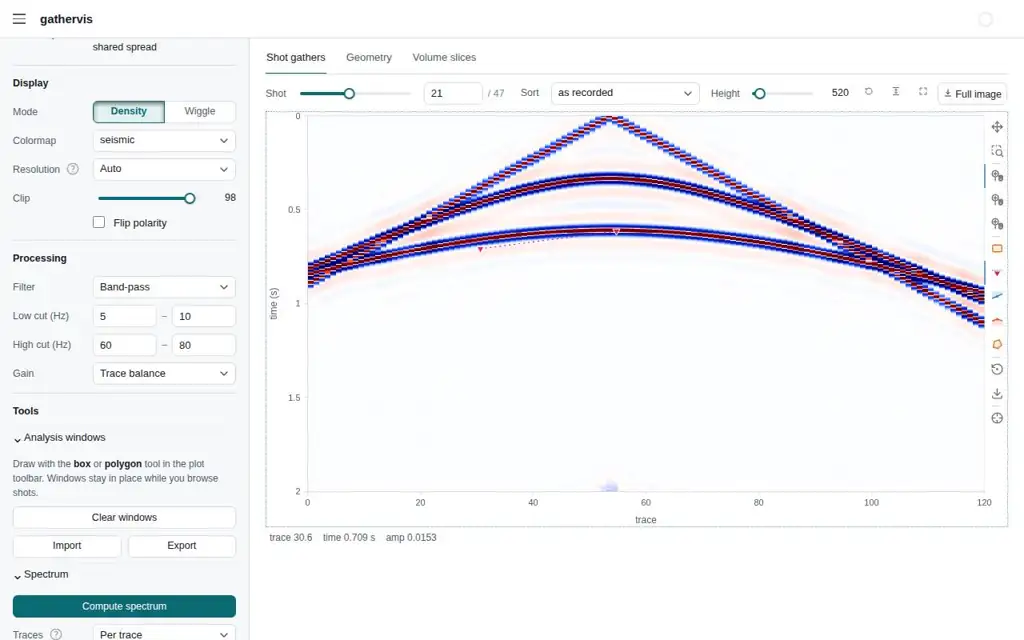 gathervis
shared spread
Display
Mode Density Wiggle
Colormap seismic
Resolution ? Auto
Clip 98
Flip polarity
Processing
Filter Band-pass
Low cut (Hz) 5 – 10
High cut (Hz) 60 – 80
Gain Trace balance
Tools
Analysis windows
Draw with the box or polygon tool in the plot
toolbar. Windows stay in place while you browse
shots.
Clear windows
Import Export
Spectrum
Compute spectrum
Traces ? Per trace
Shot gathers Geometry Volume slices
Shot 21 / 47 Sort as recorded Height 520 Full image
0
0.5
1
1.5
2
time (s)
0 20 40 60 80 100 120
trace
trace 30.6 time 0.709 s amp 0.0153